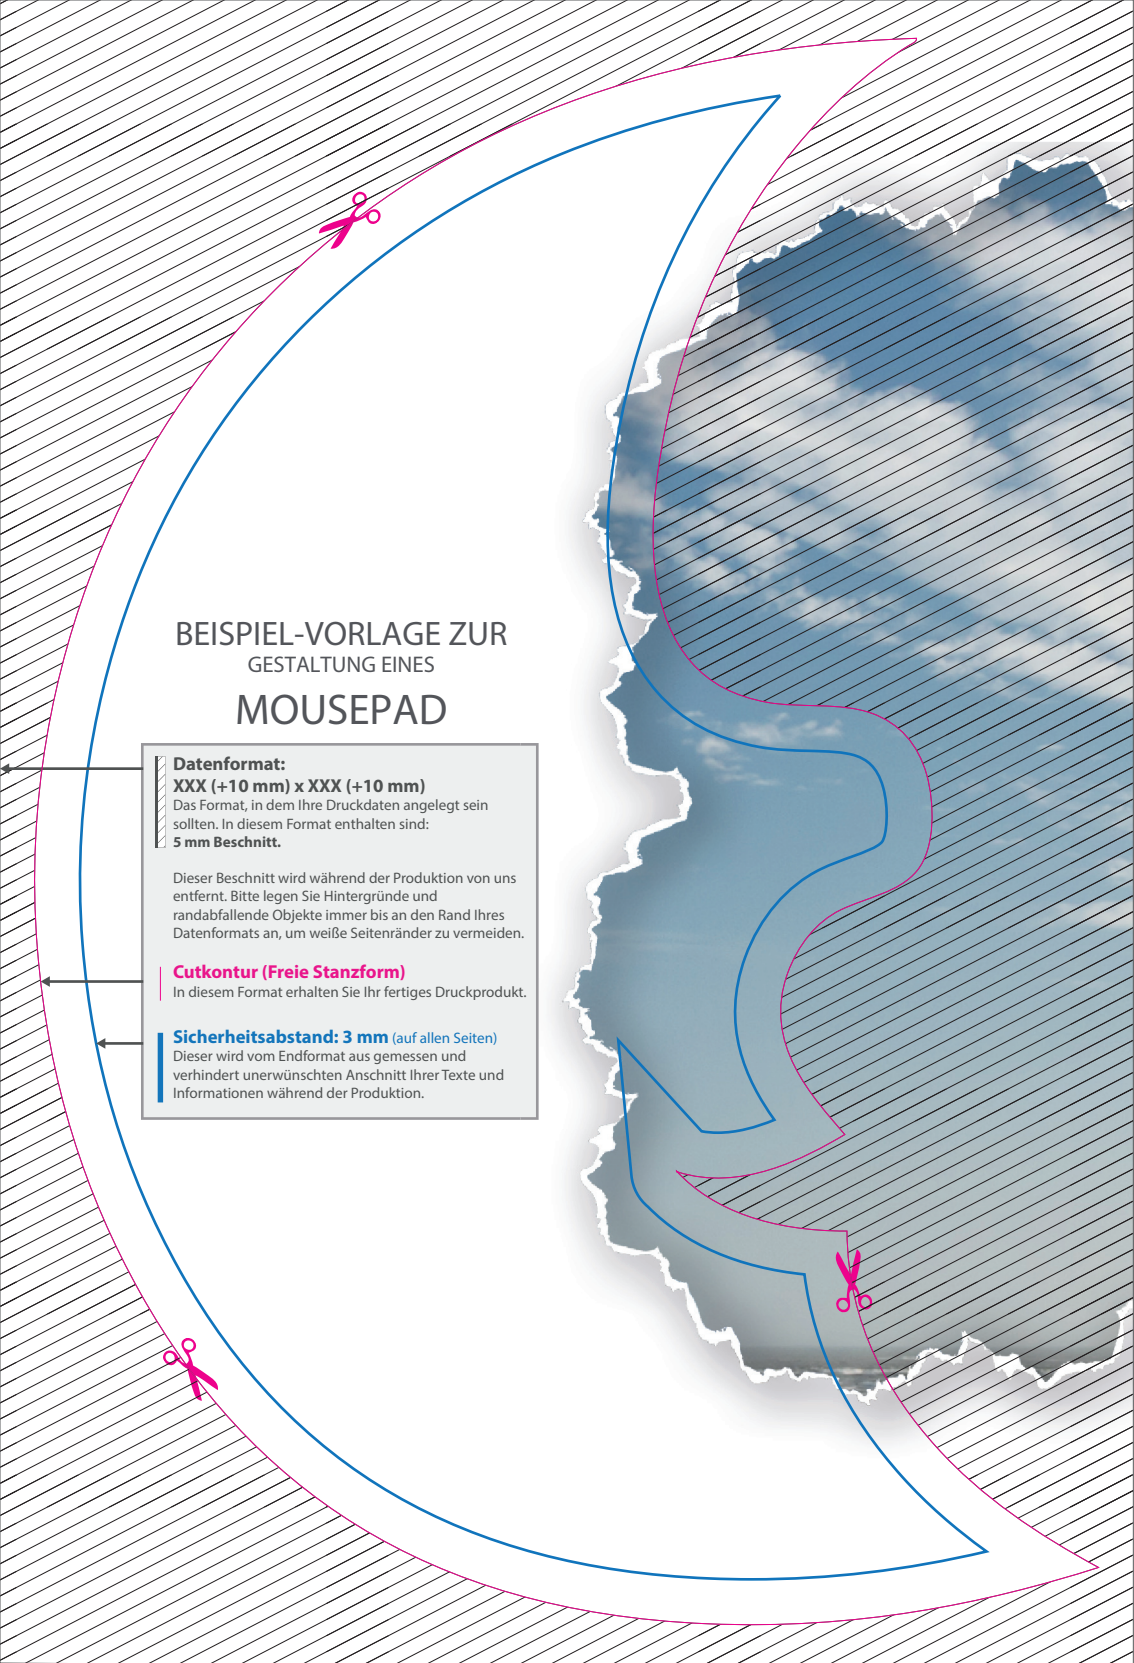 BEISPIEL-VORLAGE ZUR
GESTALTUNG EINES
MOUSEPAD
Datenformat:
XXX (+10 mm) x XXX (+10 mm)
Das Format, in dem Ihre Druckdaten angelegt sein
sollten. In diesem Format enthalten sind:
5 mm Beschnitt.
Dieser Beschnitt wird während der Produktion von uns
entfernt. Bitte legen Sie Hintergründe und
randabfallende Objekte immer bis an den Rand Ihres
Datenformats an, um weiße Seitenränder zu vermeiden.
Cutkontur (Freie Stanzform)
In diesem Format erhalten Sie Ihr fertiges Druckprodukt.
Sicherheitsabstand: 3 mm (auf allen Seiten)
Dieser wird vom Endformat aus gemessen und
verhindert unerwünschten Anschnitt Ihrer Texte und
Informationen während der Produktion.